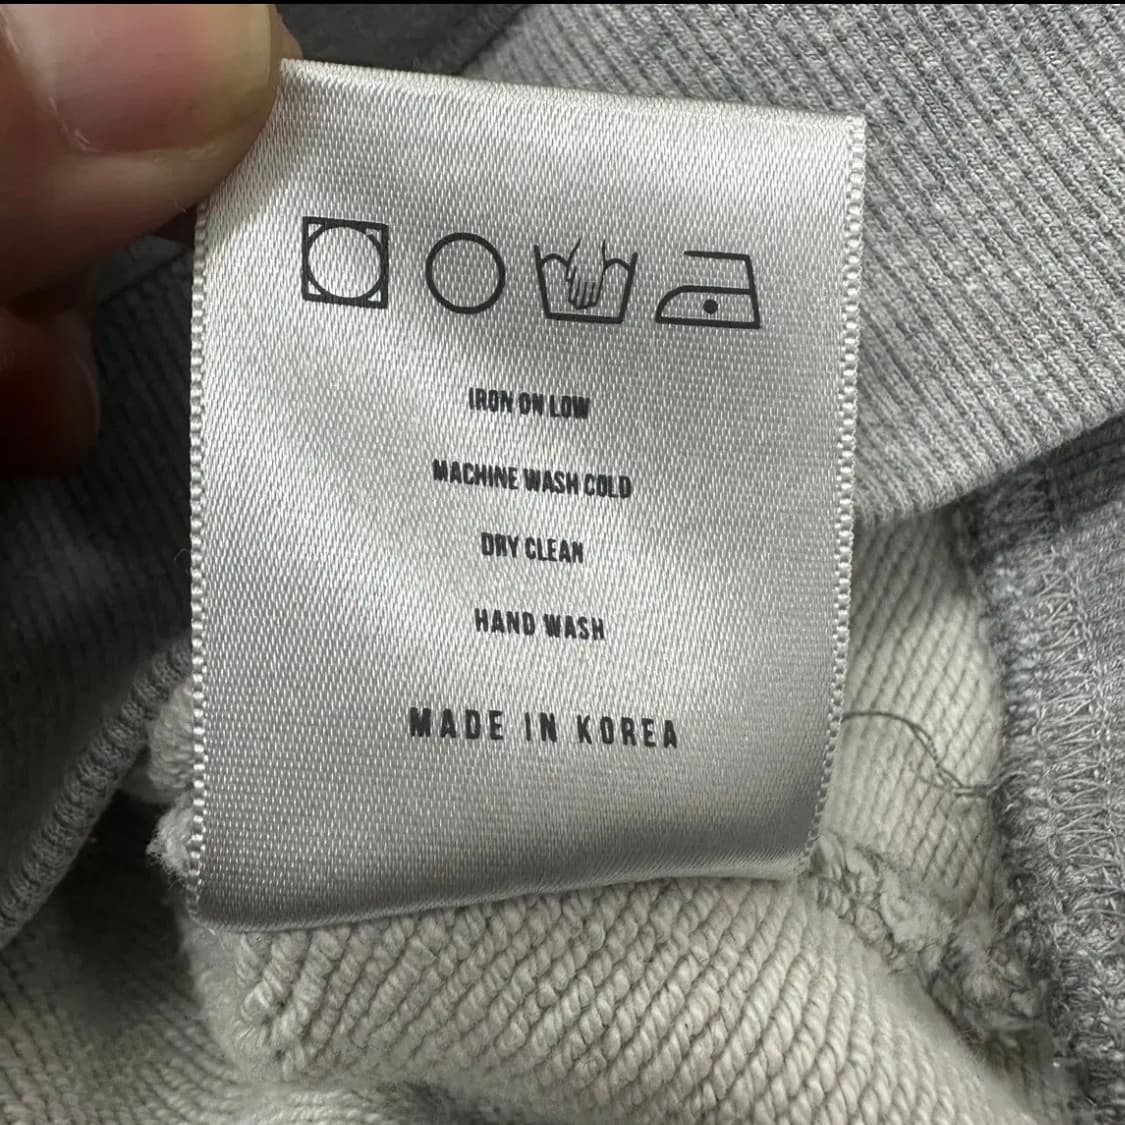 IRON ON LOW
MACHINE WASH COLD
DRY CLEAN
HAND WASH
MADE IN KOREA